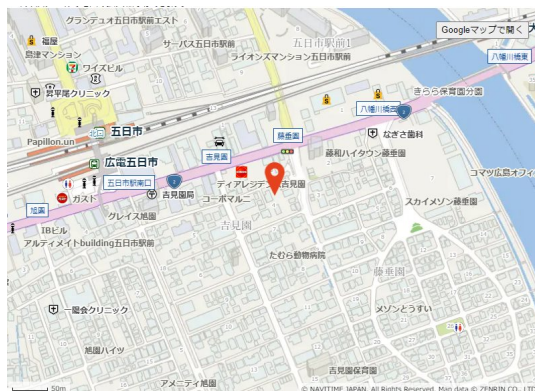 グランデュオ五日市駅前エスト
Googleマップで開く
福屋
島津マンション
ワイズビル
サーパス五日市駅前
五日市駅前1
ライオンズマンション五日市駅前
八幡川橋東
昇平尾クリニック
きらら保育園分園
八幡川橋西
Papillon.un
北口
五日市
なぎさ歯科
藤垂園
広電五日市
吉見園
藤和ハイタウン藤垂園
コマツ広島オフィ
五日市駅南口
吉見園局
ディアレンデ
吉見園
コーポマルニ
旭園
ガスト
グレイス旭園
スカイメゾン藤垂園
IBビル
アルティメイトbuilding五日市駅前
吉見園
たむら動物病院
藤垂園
一陽会クリニック
メゾンとうすい
旭園ハイツ
吉見園保育園
アメニティ旭園
50m
© NAVITIME JAPAN. All Rights Reserved. Map data © ZENRIN CO., LTD